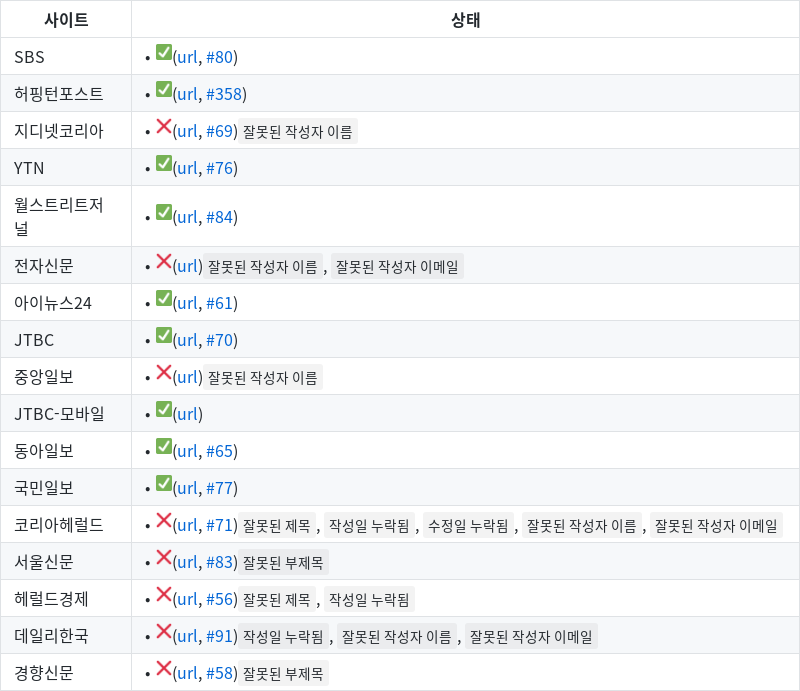 사이트 상태
SBS • ✅(url, #80)
허핑턴포스트 • ✅(url, #358)
지디넷코리아 • ❌(url, #69) 잘못된 작성자 이름
YTN • ✅(url, #76)
월스트리트저
널 • ✅(url, #84)
전자신문 • ❌(url) 잘못된 작성자 이름 , 잘못된 작성자 이메일
아이뉴스24 • ✅(url, #61)
JTBC • ✅(url, #70)
중앙일보 • ❌(url) 잘못된 작성자 이름
JTBC-모바일 • ✅(url)
동아일보 • ✅(url, #65)
국민일보 • ✅(url, #77)
코리아헤럴드 • ❌(url, #71) 잘못된 제목 , 작성일 누락됨 , 수정일 누락됨 , 잘못된 작성자 이름 , 잘못된 작성자 이메일
서울신문 • ❌(url, #83) 잘못된 부제목
헤럴드경제 • ❌(url, #56) 잘못된 제목 , 작성일 누락됨
데일리한국 • ❌(url, #91) 작성일 누락됨 , 잘못된 작성자 이름 , 잘못된 작성자 이메일
경향신문 • ❌(url, #58) 잘못된 부제목